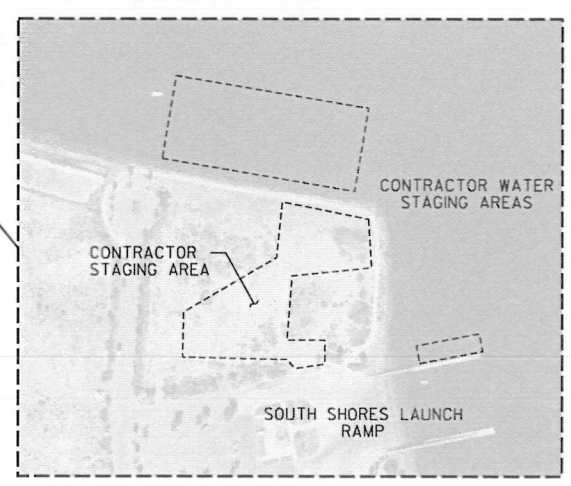 CONTRACTOR WATER
STAGING AREAS
CONTRACTOR
STAGING AREA
SOUTH SHORES LAUNCH
RAMP